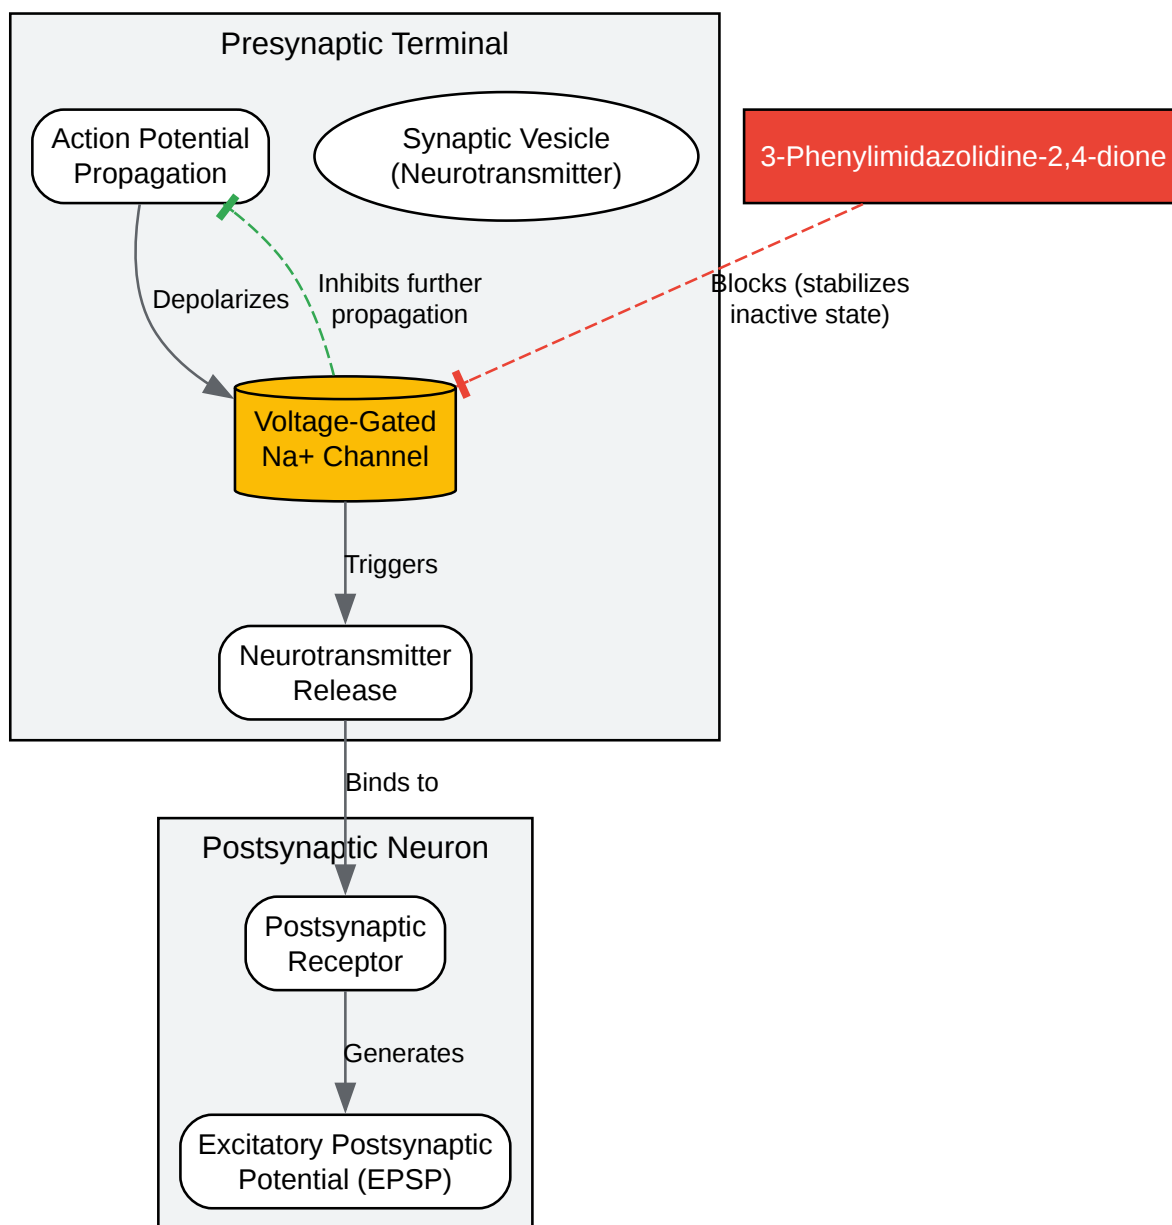 Presynaptic Terminal
Action Potential
Propagation
Synaptic Vesicle
(Neurotransmitter)
3-Phenylimidazolidine-2,4-dione
Depolarizes
Inhibits further
propagation
Blocks (stabilizes
inactive state)
Voltage-Gated
Na+ Channel
Triggers
Neurotransmitter
Release
Binds to
Postsynaptic Neuron
Postsynaptic
Receptor
Generates
Excitatory Postsynaptic
Potential (EPSP)